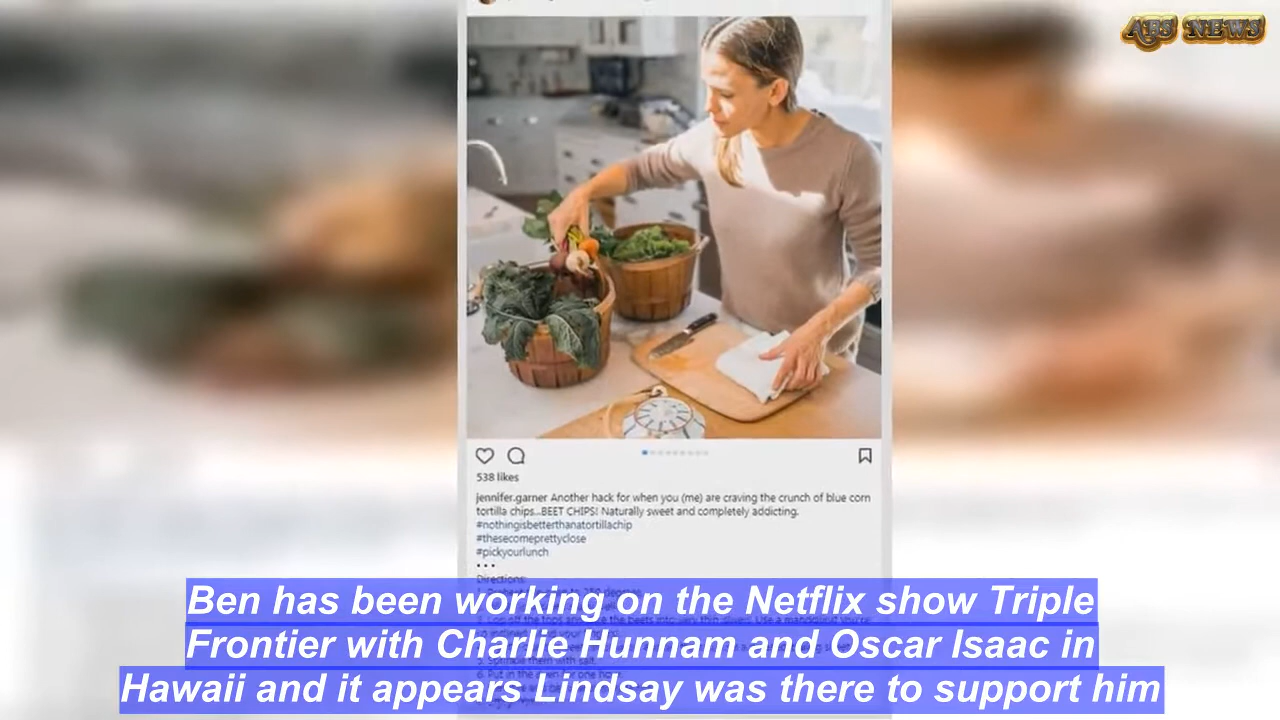 ABS NEWS
538 likes
jennifer.garner Another hack for when you (me) are craving the crunch of blue corn
tortilla chips...BEET CHIPS! Naturally sweet and completely addicting.
#nothingisbetterthanatortillachip
#thesecomeprettyclose
#pickyourlunch
• • •
Directions:
Ben has been working on the Netflix show Triple
Frontier with Charlie Hunnam and Oscar Isaac in
Hawaii and it appears Lindsay was there to support him